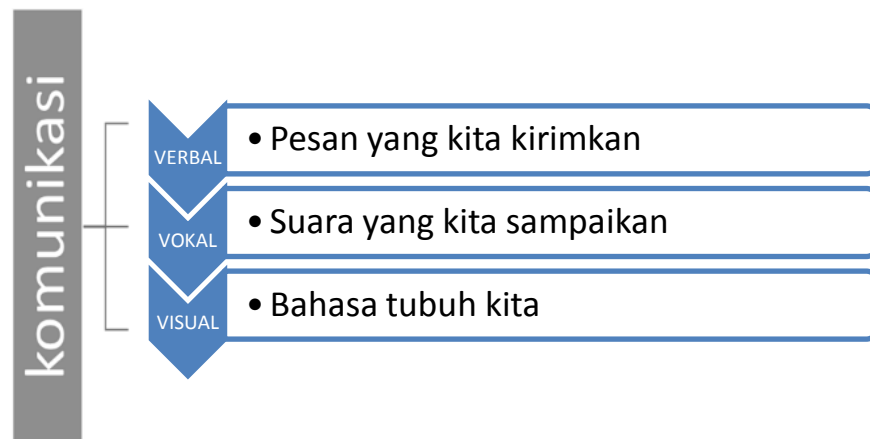 komunikasi
VERBAL
• Pesan yang kita kirimkan
VOKAL
• Suara yang kita sampaikan
VISUAL
• Bahasa tubuh kita